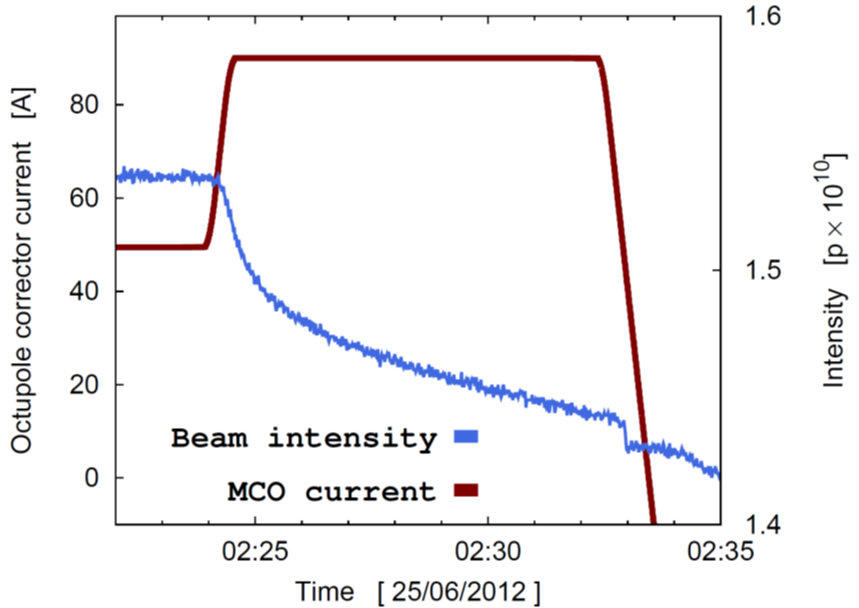 Octupole corrector current [A]
80
60
40
20
0
1.6
1.5
1.4
Intensity [p × 10^10]
Beam intensity
MCO current
02:25 02:30 02:35
Time [ 25/06/2012 ]